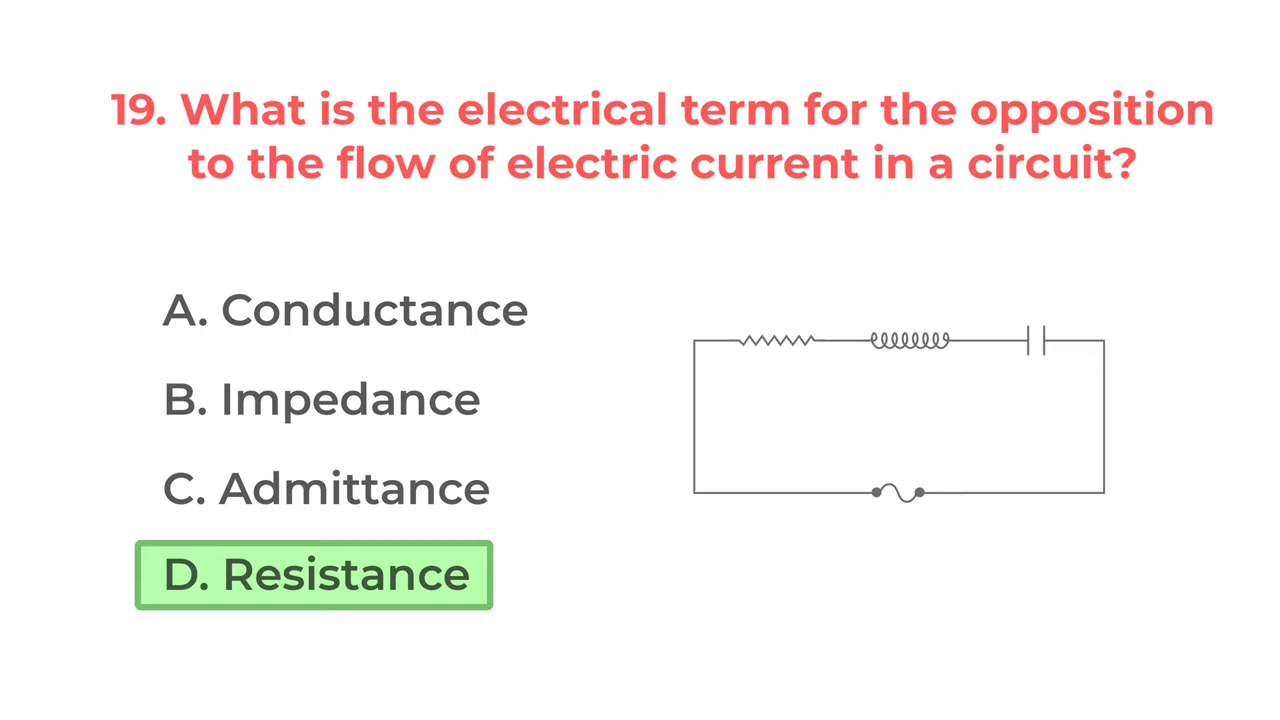 19. What is the electrical term for the opposition
to the flow of electric current in a circuit?
A. Conductance
B. Impedance
C. Admittance
D. Resistance